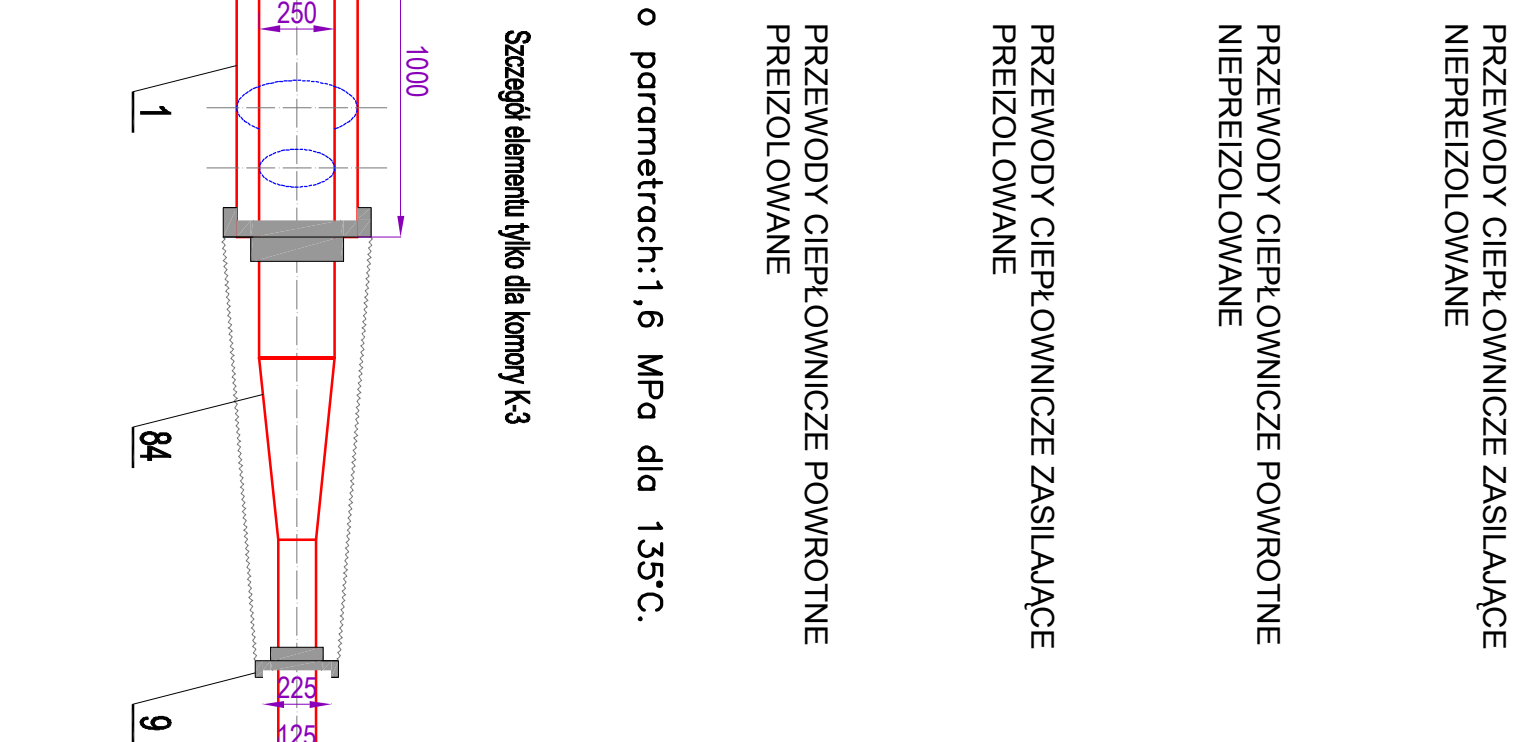 PRZEWODY CIEPŁOWNICZE ZASILAJĄCE
NIEPREIZOLOWANE
PRZEWODY CIEPŁOWNICZE POWROTNE
NIEPREIZOLOWANE
PRZEWODY CIEPŁOWNICZE ZASILAJĄCE
PREIZOLOWANE
PRZEWODY CIEPŁOWNICZE POWROTNE
PREIZOLOWANE
o parametrach:1,6 MPa dla 135°C.
Szczegół elementu tylko dla komory K-3
1000
250
225
125
1
84
9